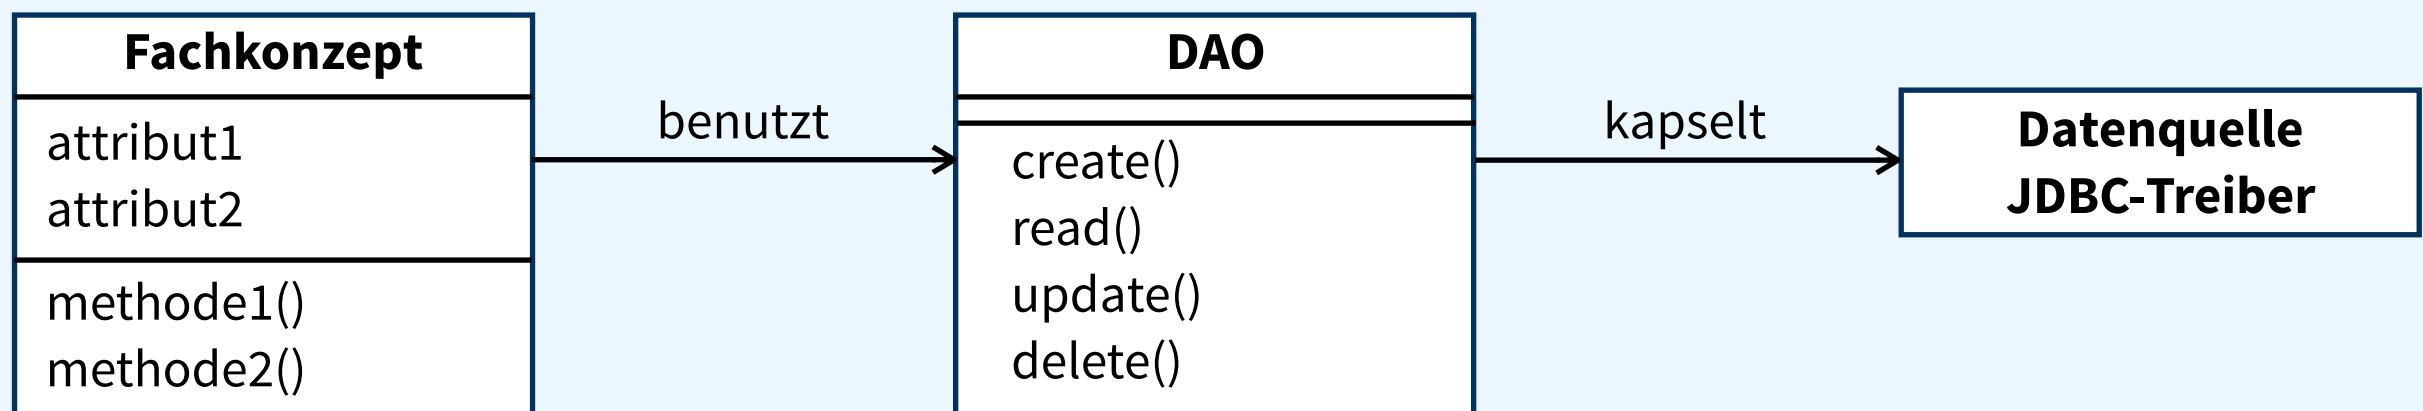 Fachkonzept
attribut1
attribut2
methode1()
methode2()
benutzt
DAO
create()
read()
update()
delete()
kapselt
Datenquelle
JDBC-Treiber